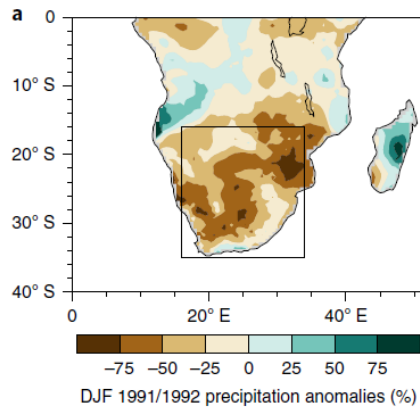 a
0
10° S
20° S
30° S
40° S
0 20° E 40° E
−75 −50 −25 0 25 50 75
DJF 1991/1992 precipitation anomalies (%)